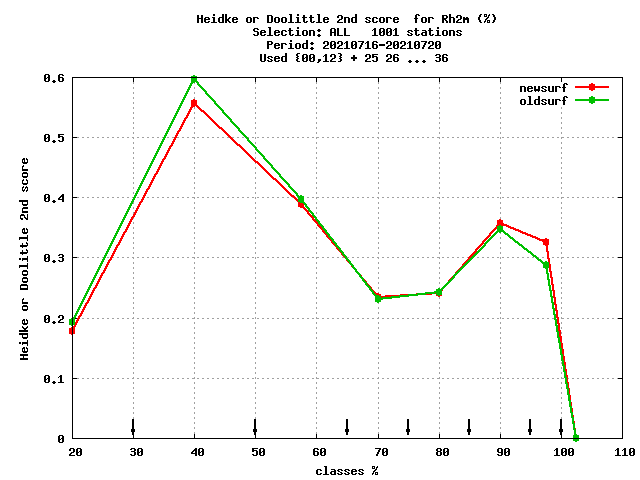 Heidke or Doolittle 2nd score  for Rh2m (%)
Selection: ALL   1001 stations
Period: 20210716-20210720
Used {00,12} + 25 26 ... 36
newsurf
oldsurf
Heidke or Doolittle 2nd score
0.6
0.5
0.4
0.3
0.2
0.1
0
20 30 40 50 60 70 80 90 100 110
classes %